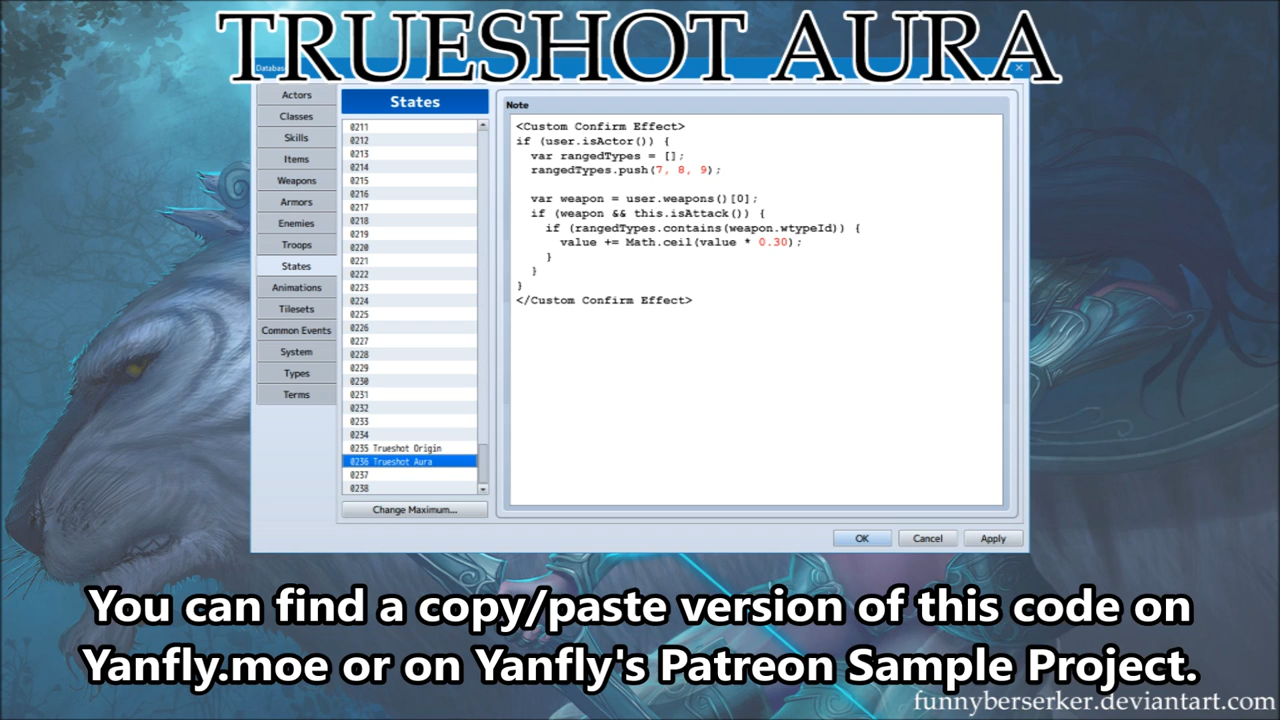 TRUESHOT AURA
Databas
Actors
Classes
Skills
Items
Weapons
Armors
Enemies
Troops
States
Animations
Tilesets
Common Events
System
Types
Terms
States
0211
0212
0213
0214
0215
0216
0217
0218
0219
0220
0221
0222
0223
0224
0225
0226
0227
0228
0229
0230
0231
0232
0233
0234
0235 Trueshot Origin
0236 Trueshot Aura
0237
0238
Change Maximum...
Note
<Custom Confirm Effect>
if (user.isActor()) {
  var rangedTypes = [];
  rangedTypes.push(7, 8, 9);
  var weapon = user.weapons()[0];
  if (weapon && this.isAttack()) {
    if (rangedTypes.contains(weapon.wtypeId)) {
      value += Math.ceil(value * 0.30);
    }
  }
}
</Custom Confirm Effect>
OK
Cancel
Apply
You can find a copy/paste version of this code on
Yanfly.moe or on Yanfly's Patreon Sample Project.
funnyberserker.deviantart.com